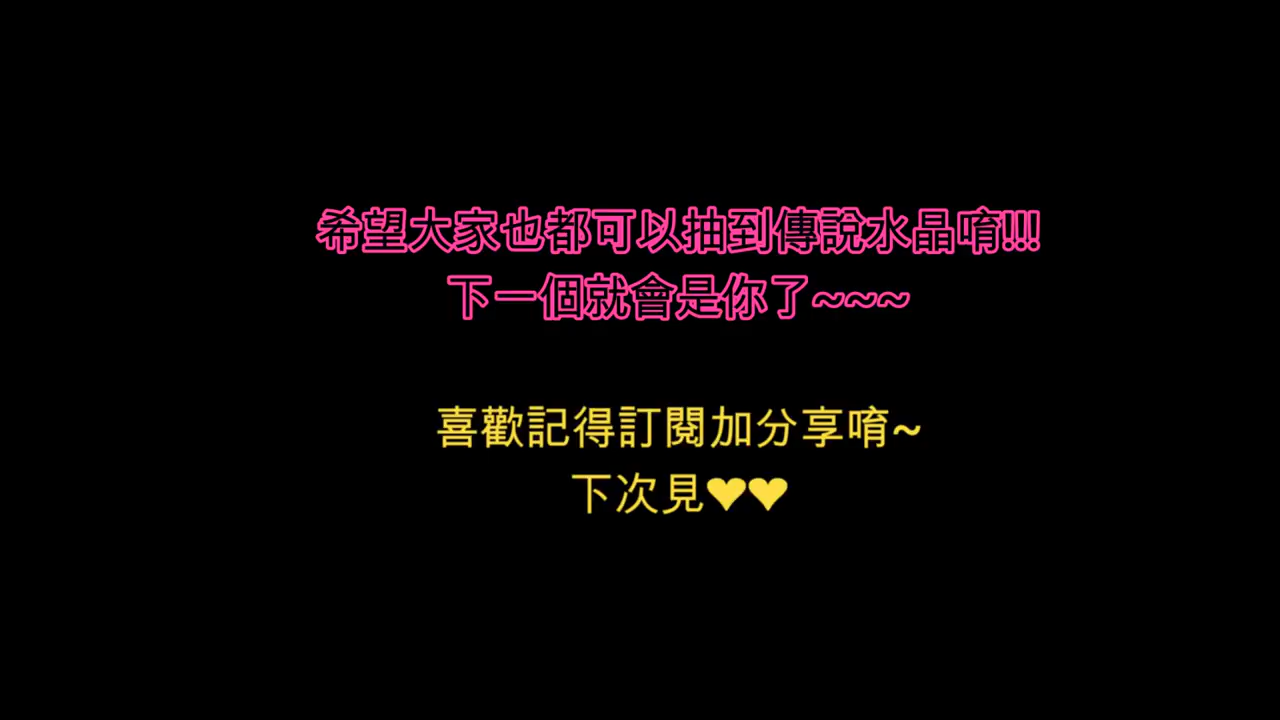 希望大家也都可以抽到傳說水晶唷!!!
下一個就會是你了~~~
喜歡記得訂閱加分享唷~
下次見❤❤